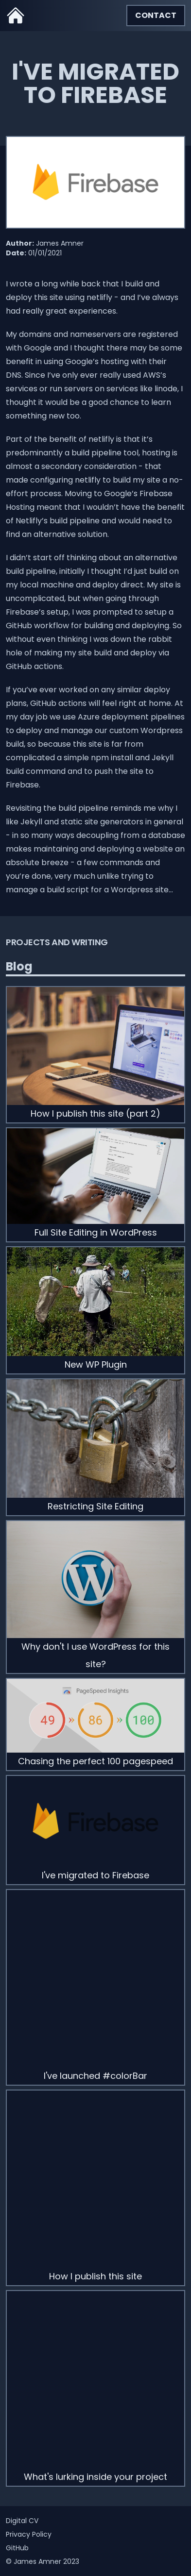 CONTACT
I'VE MIGRATED
TO FIREBASE
Firebase
Author: James Amner
Date: 01/01/2021
I wrote a long while back that I build and
deploy this site using netlifly - and I’ve always
had really great experiences.
My domains and nameservers are registered
with Google and I thought there may be some
benefit in using Google’s hosting with their
DNS. Since I’ve only ever really used AWS’s
services or run servers on services like linode, I
thought it would be a good chance to learn
something new too.
Part of the benefit of netlifly is that it’s
predominantly a build pipeline tool, hosting is
almost a secondary consideration - that
made configuring netlifly to build my site a no-
effort process. Moving to Google’s Firebase
Hosting meant I wouldn’t have the benefit
of Netlifly’s build pipeline and would need to
find an alternative solution.
I didn’t start off thinking about an alternative
build pipeline, initially I thought I’d just build on
my local machine and deploy direct. My site is
uncomplicated, but when going through
Firebase’s setup, I was prompted to setup a
GitHub workflow for building and deploying. So
without even thinking I was down the rabbit
hole of making my site build and deploy via
GitHub actions.
If you’ve ever worked on any similar deploy
plans, GitHub actions will feel right at home. At
my day job we use Azure deployment pipelines
to deploy and manage our custom Wordpress
build, so because this site is far from
complicated a simple npm install and Jekyll
build command and to push the site to
Firebase.
Revisiting the build pipeline reminds me why I
like Jekyll and static site generators in general
- in so many ways decoupling from a database
makes maintaining and deploying a website an
absolute breeze - a few commands and
you’re done, very much unlike trying to
manage a build script for a Wordpress site…
PROJECTS AND WRITING
Blog
How I publish this site (part 2)
Full Site Editing in WordPress
New WP Plugin
Restricting Site Editing
Why don't I use WordPress for this
site?
PageSpeed Insights
49 86 100
Chasing the perfect 100 pagespeed
Firebase
I've migrated to Firebase
I've launched #colorBar
How I publish this site
What's lurking inside your project
Digital CV
Privacy Policy
GitHub
© James Amner 2023